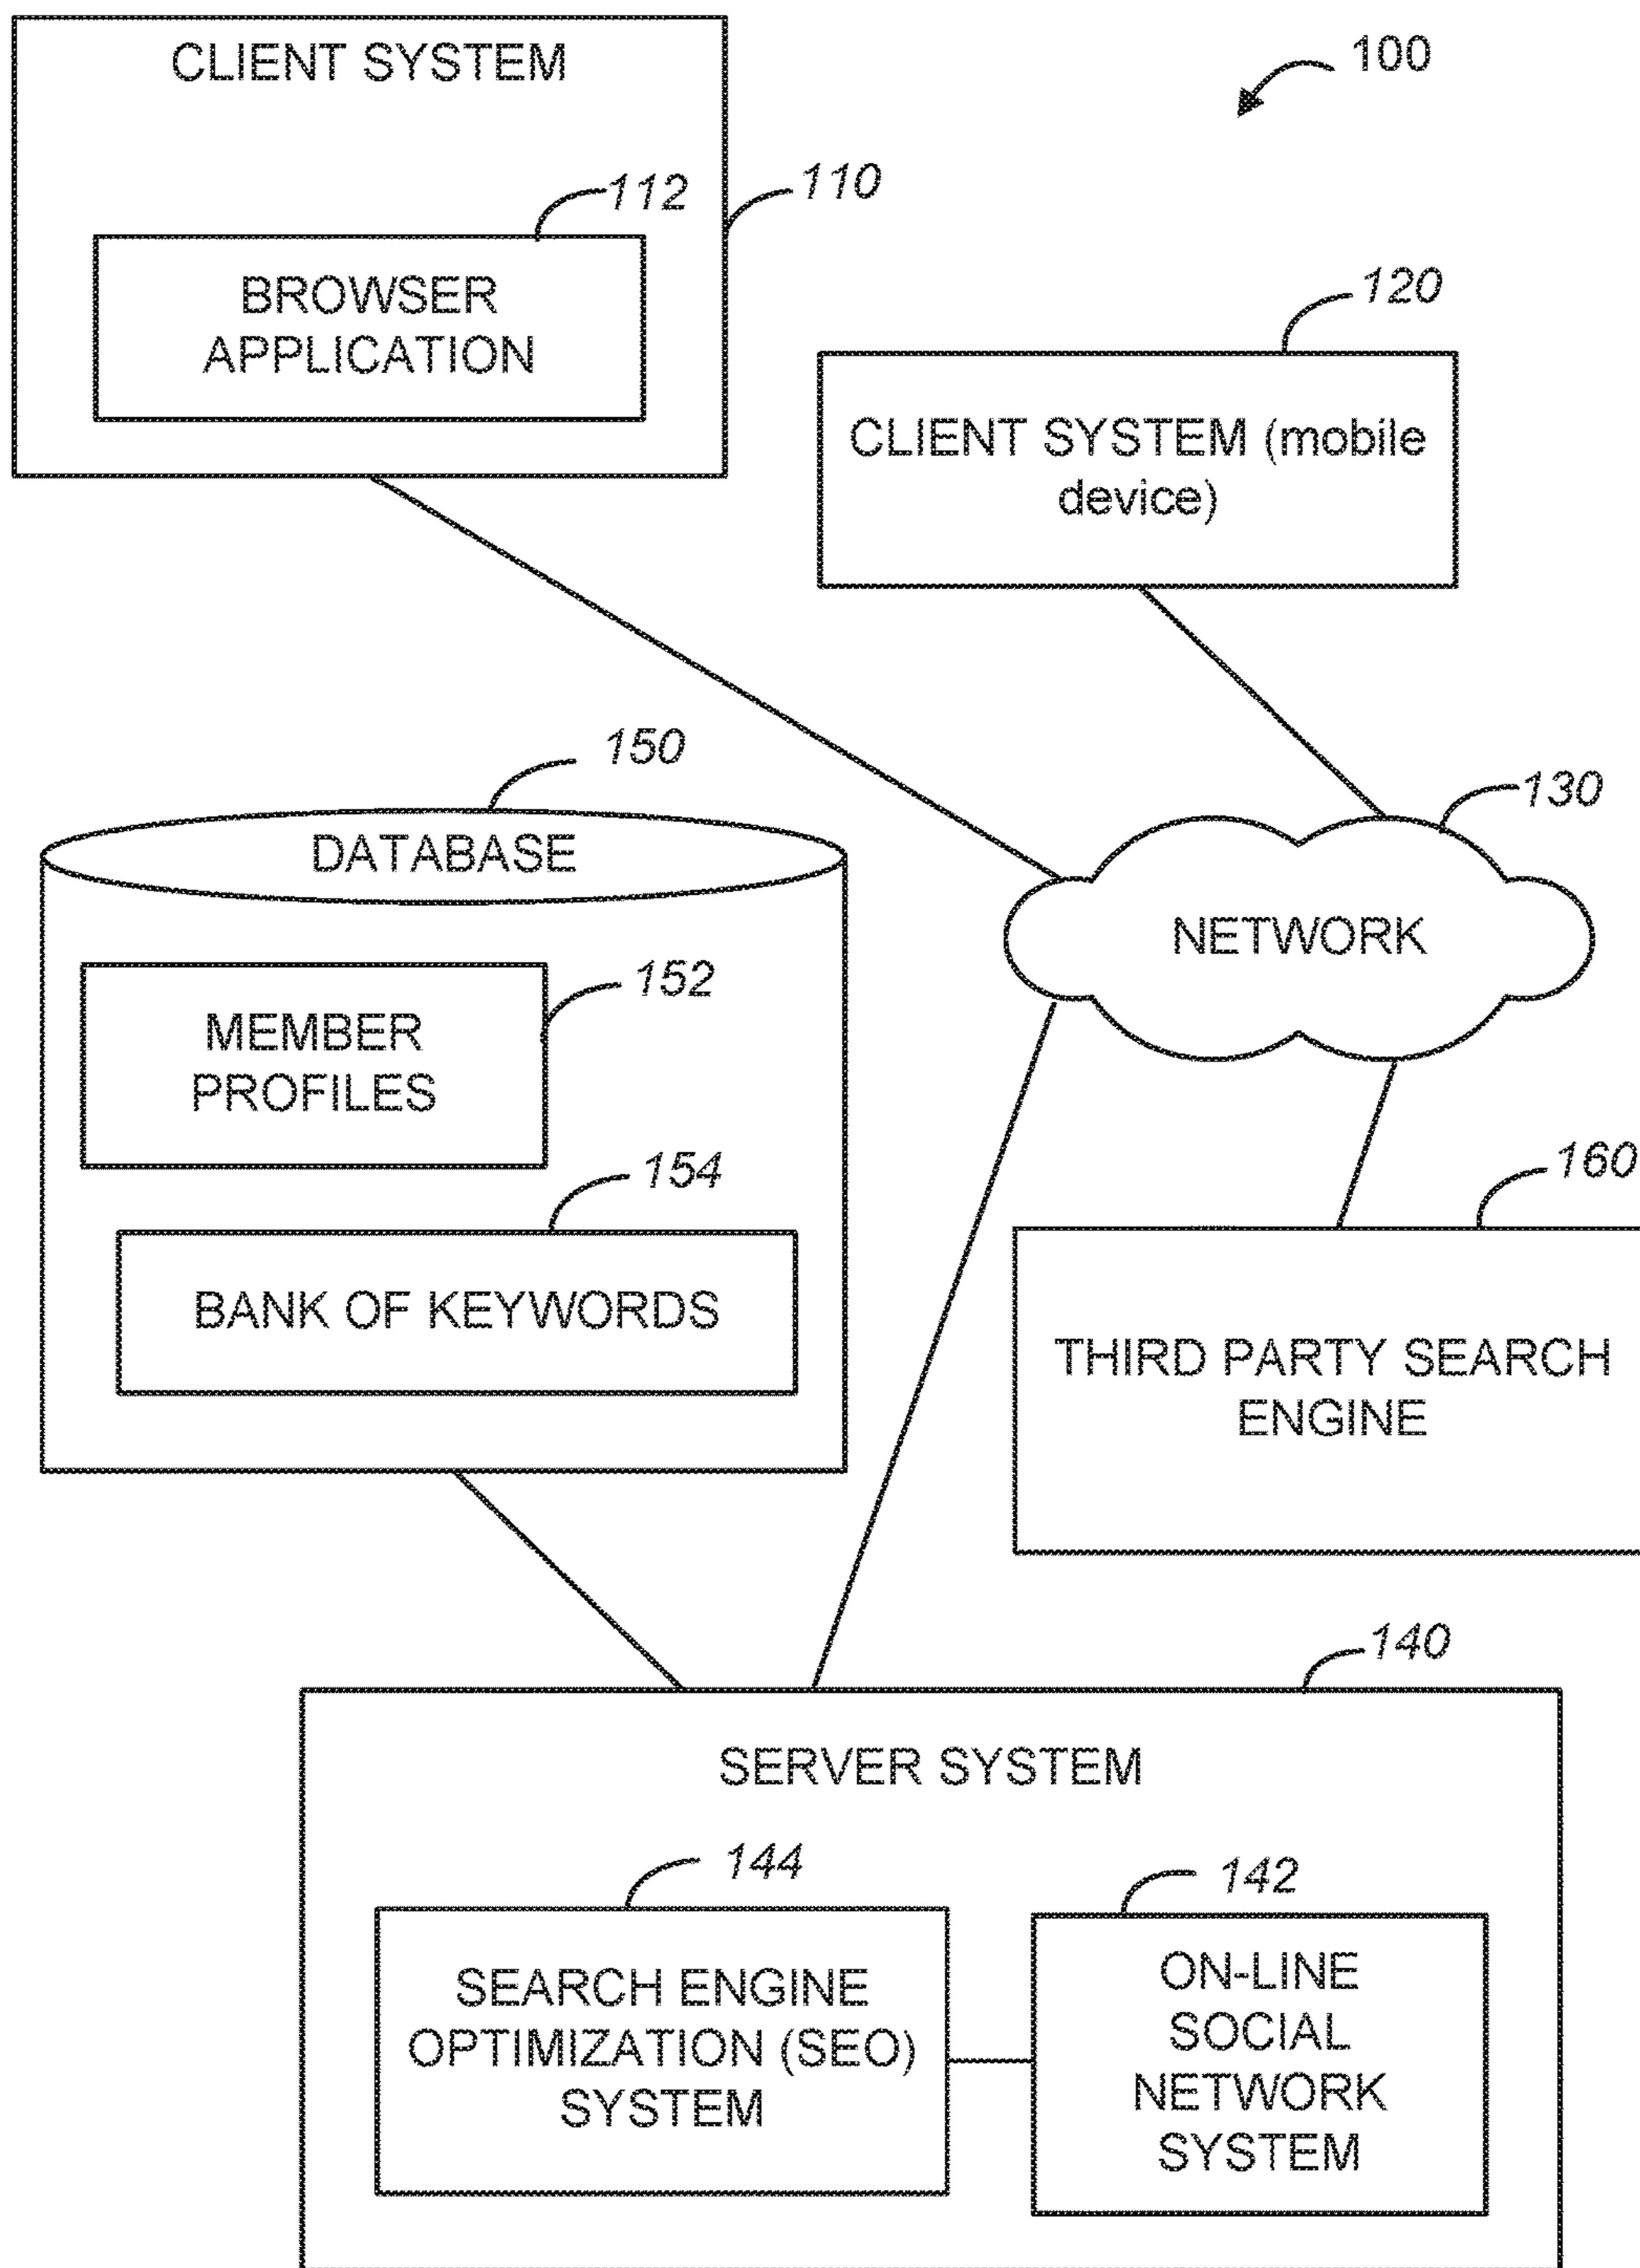 CLIENT SYSTEM
100
112
110
BROWSER
APPLICATION
120
CLIENT SYSTEM (mobile
device)
150
130
DATABASE
NETWORK
152
MEMBER
PROFILES
154
160
BANK OF KEYWORDS
THIRD PARTY SEARCH
ENGINE
140
SERVER SYSTEM
144
142
SEARCH ENGINE
OPTIMIZATION (SEO)
SYSTEM
ON-LINE
SOCIAL
NETWORK
SYSTEM